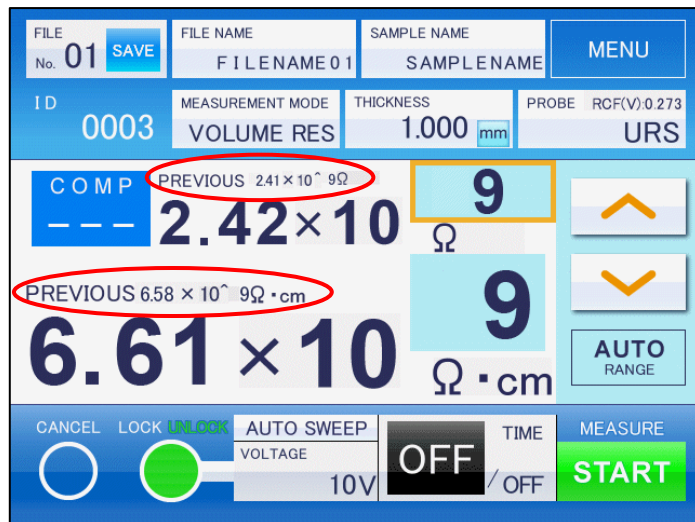 FILE No. 01 SAVE
FILE NAME
FILENAME01
SAMPLE NAME
SAMPLENAME
MENU
ID
0003
MEASUREMENT MODE
VOLUME RES
THICKNESS
1.000 mm
PROBE RCF(V):0.273
URS
COMP
---
PREVIOUS 2.41×10^ 9Ω
2.42×10 9
Ω
PREVIOUS 6.58 × 10^ 9Ω・cm
6.61×10 9
Ω・cm
AUTO
RANGE
CANCEL
LOCK UNLOCK
AUTO SWEEP
VOLTAGE
10V
OFF
TIME
/OFF
MEASURE
START